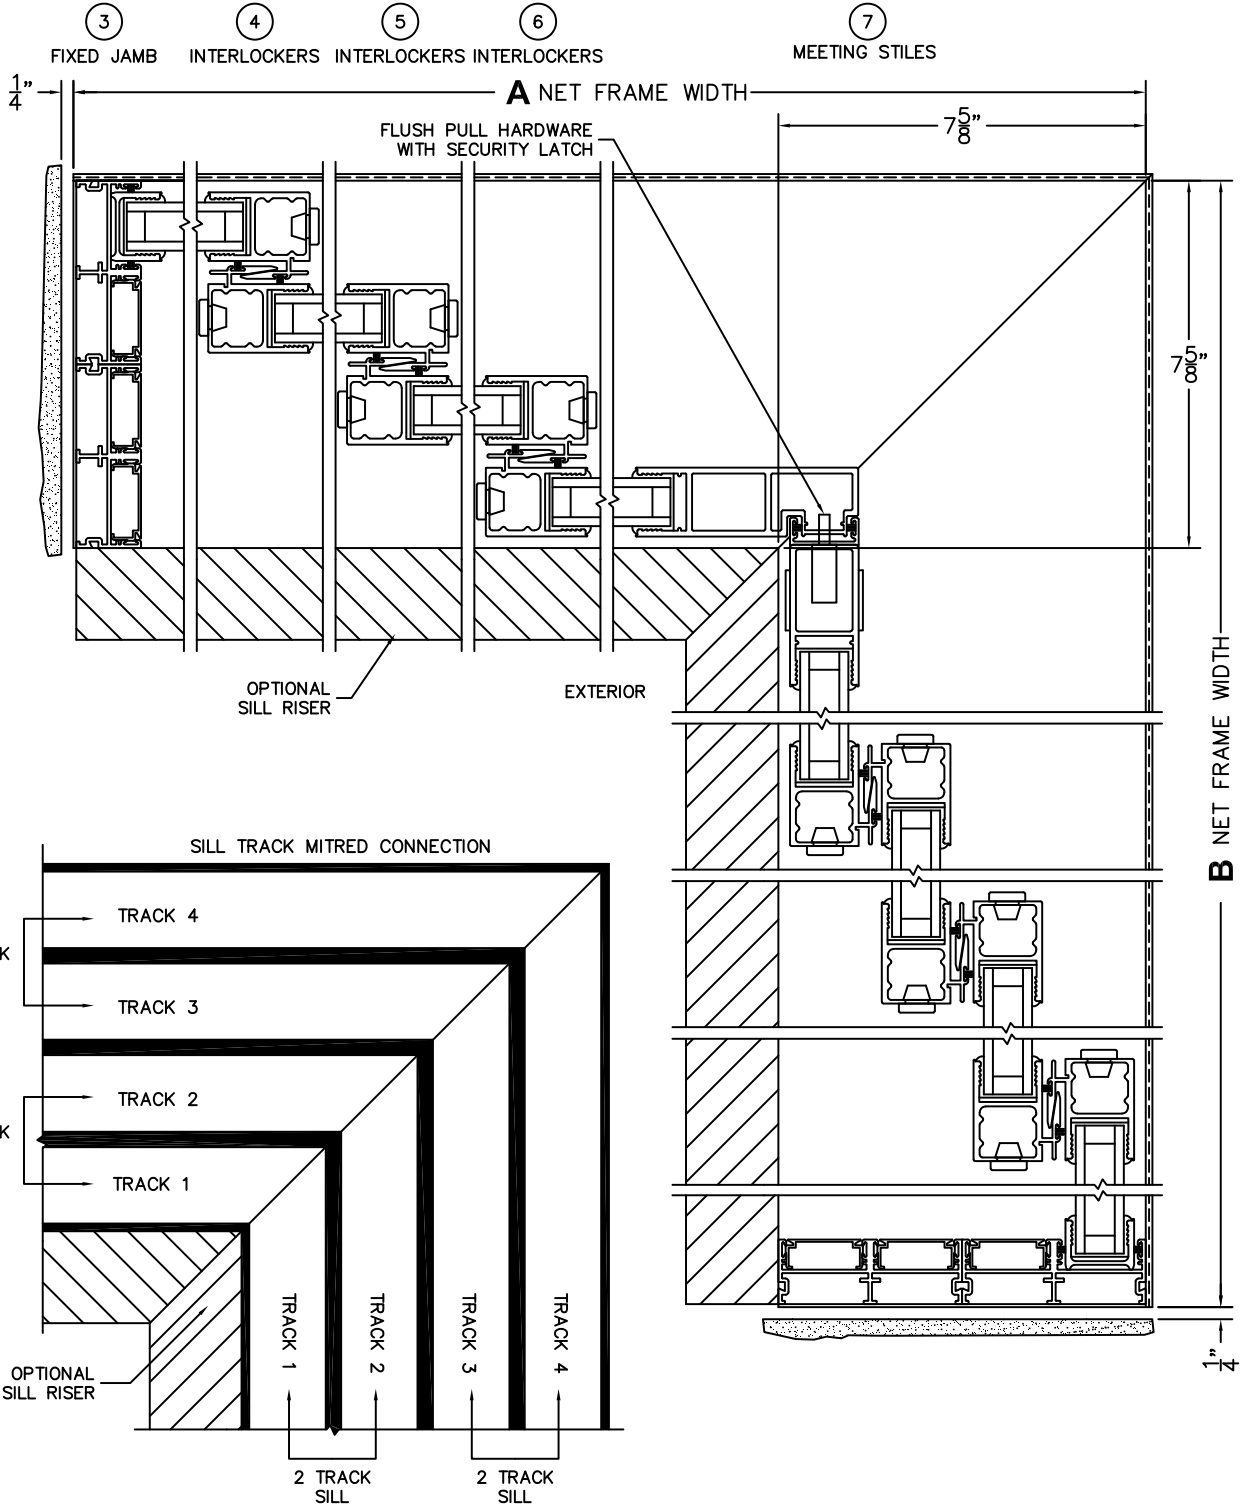 3 4 5 6 7
FIXED JAMB INTERLOCKERS INTERLOCKERS INTERLOCKERS MEETING STILES
1/4" A NET FRAME WIDTH
7 5/8"
FLUSH PULL HARDWARE
WITH SECURITY LATCH
7 5/8"
B NET FRAME WIDTH
OPTIONAL
SILL RISER
EXTERIOR
SILL TRACK MITRED CONNECTION
TRACK 4
K
TRACK 3
TRACK 2
K
TRACK 1
TRACK 1
TRACK 2
TRACK 3
TRACK 4
1/4"
OPTIONAL
SILL RISER
2 TRACK
SILL
2 TRACK
SILL